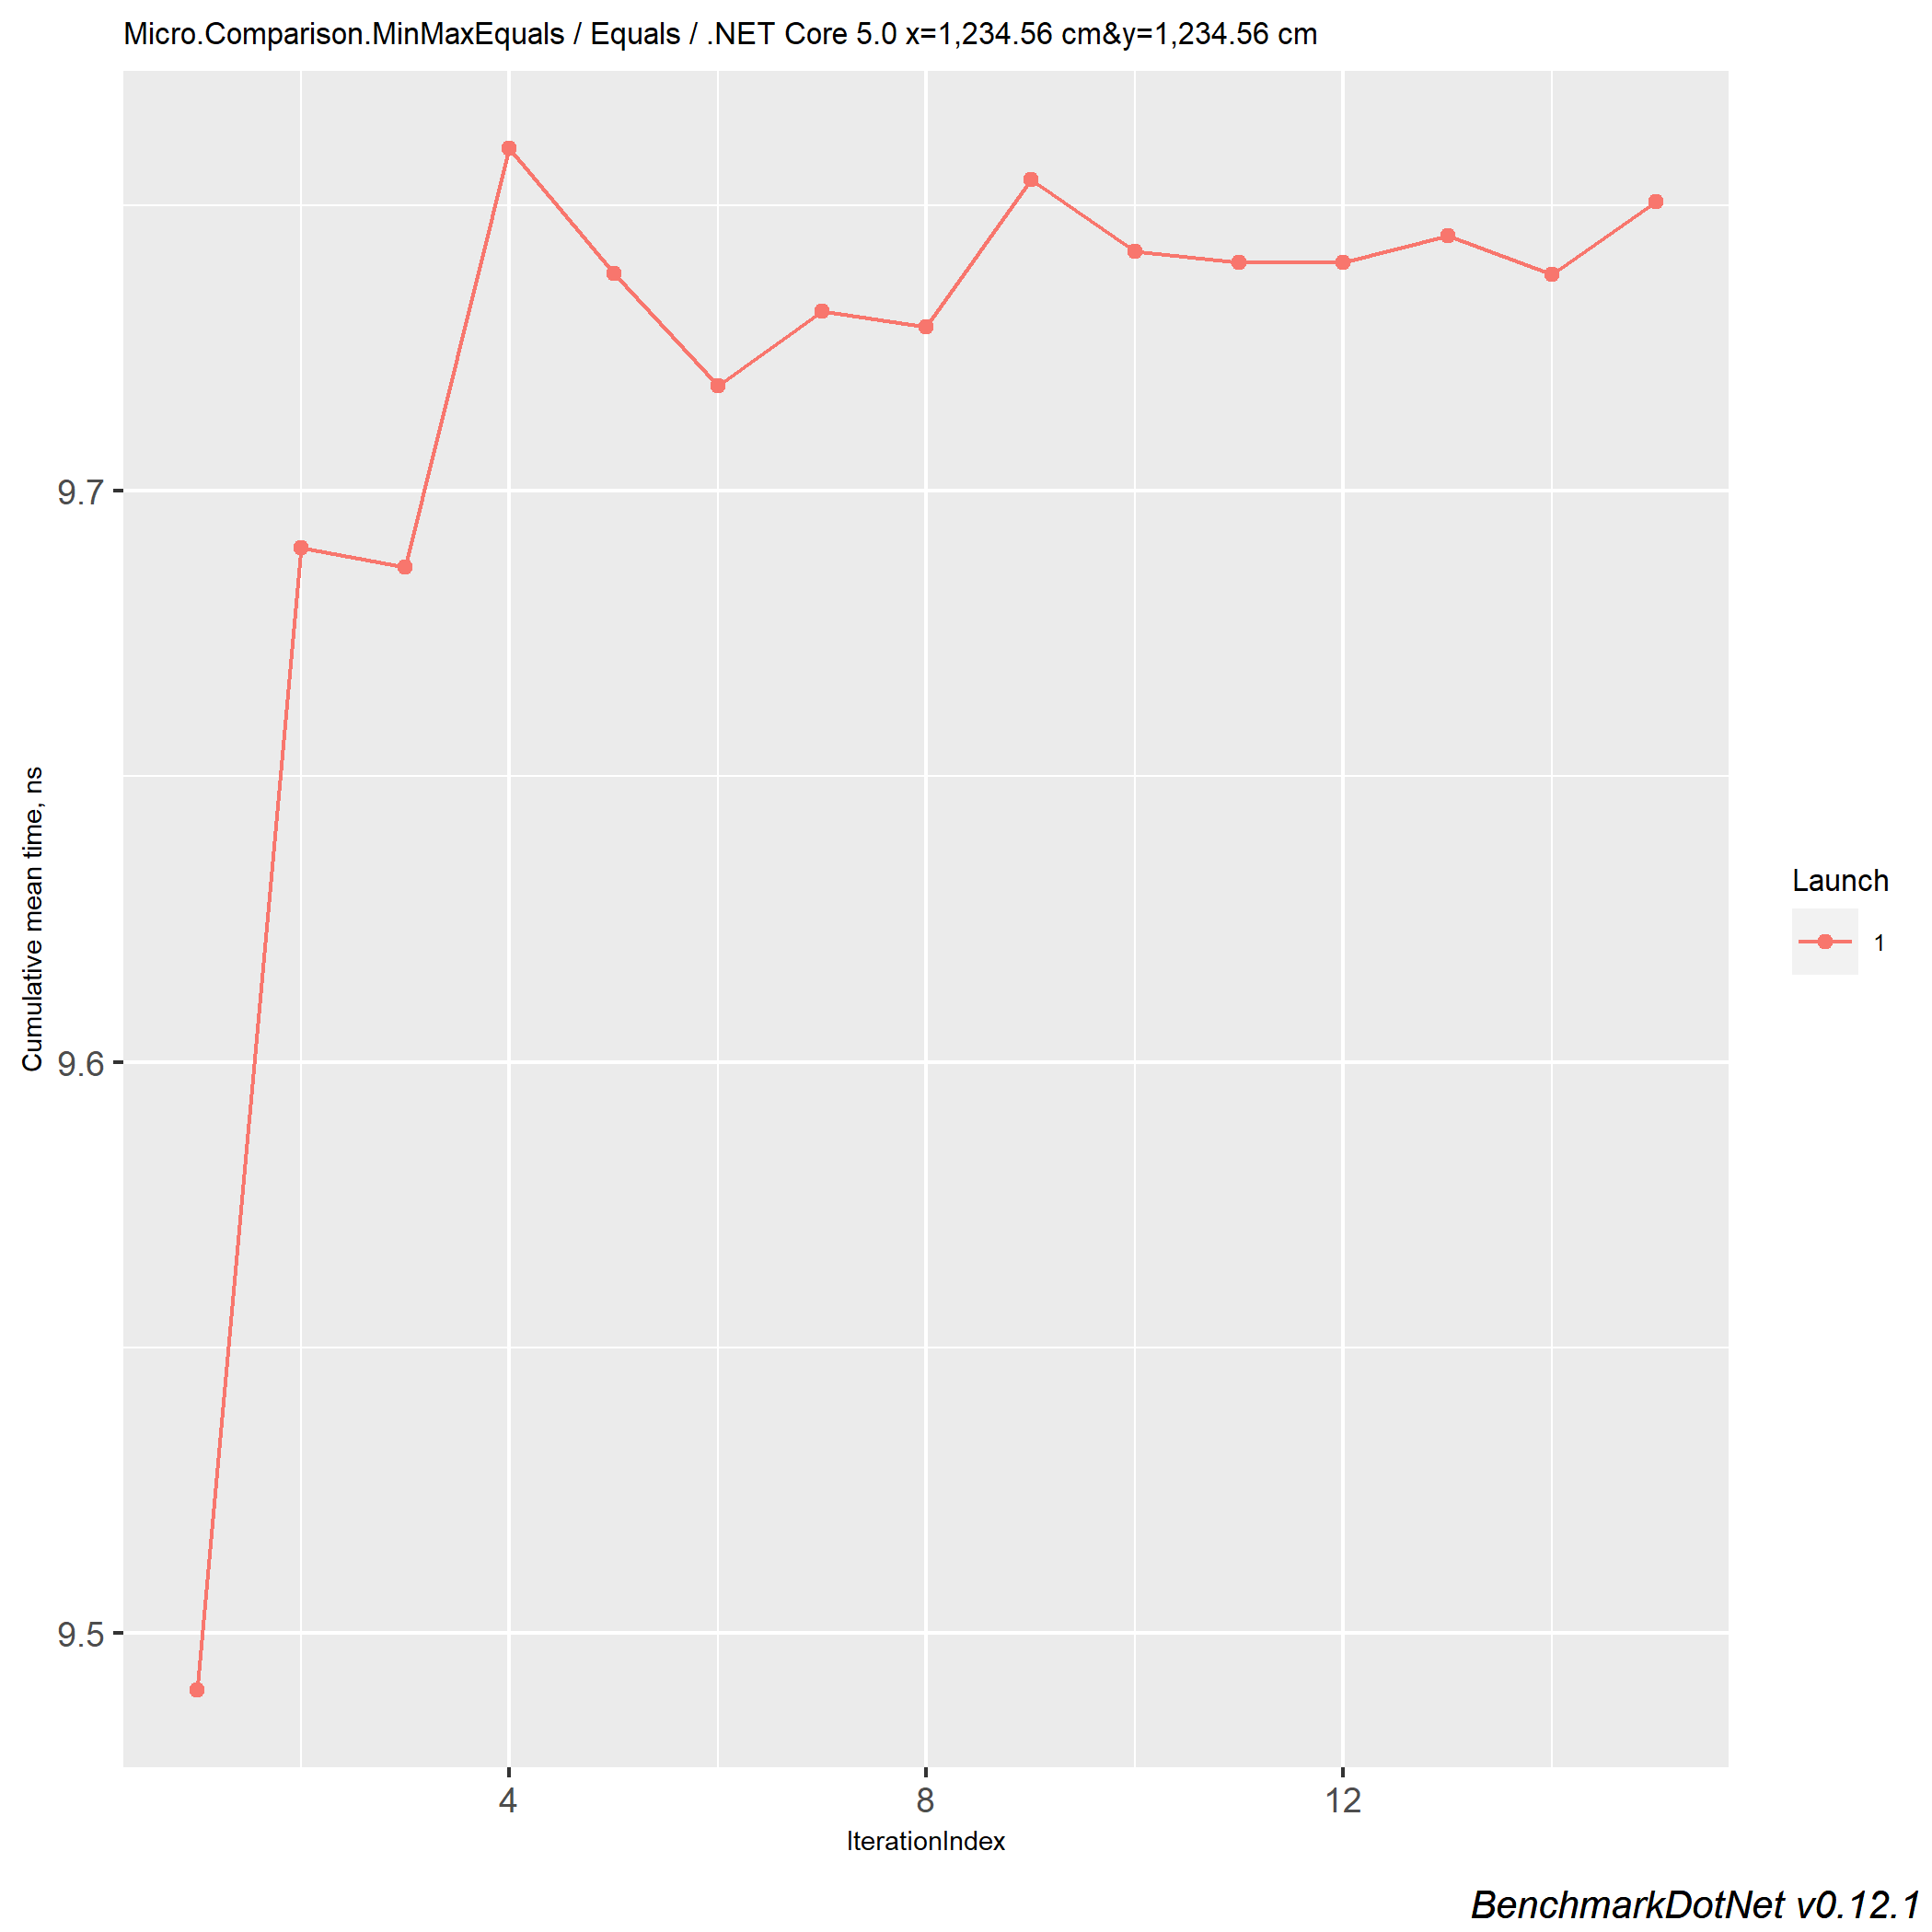 Micro.Comparison.MinMaxEquals / Equals / .NET Core 5.0 x=1,234.56 cm&y=1,234.56 cm
Cumulative mean time, ns
9.7
9.6
9.5
4
8
12
IterationIndex
Launch
1
BenchmarkDotNet v0.12.1